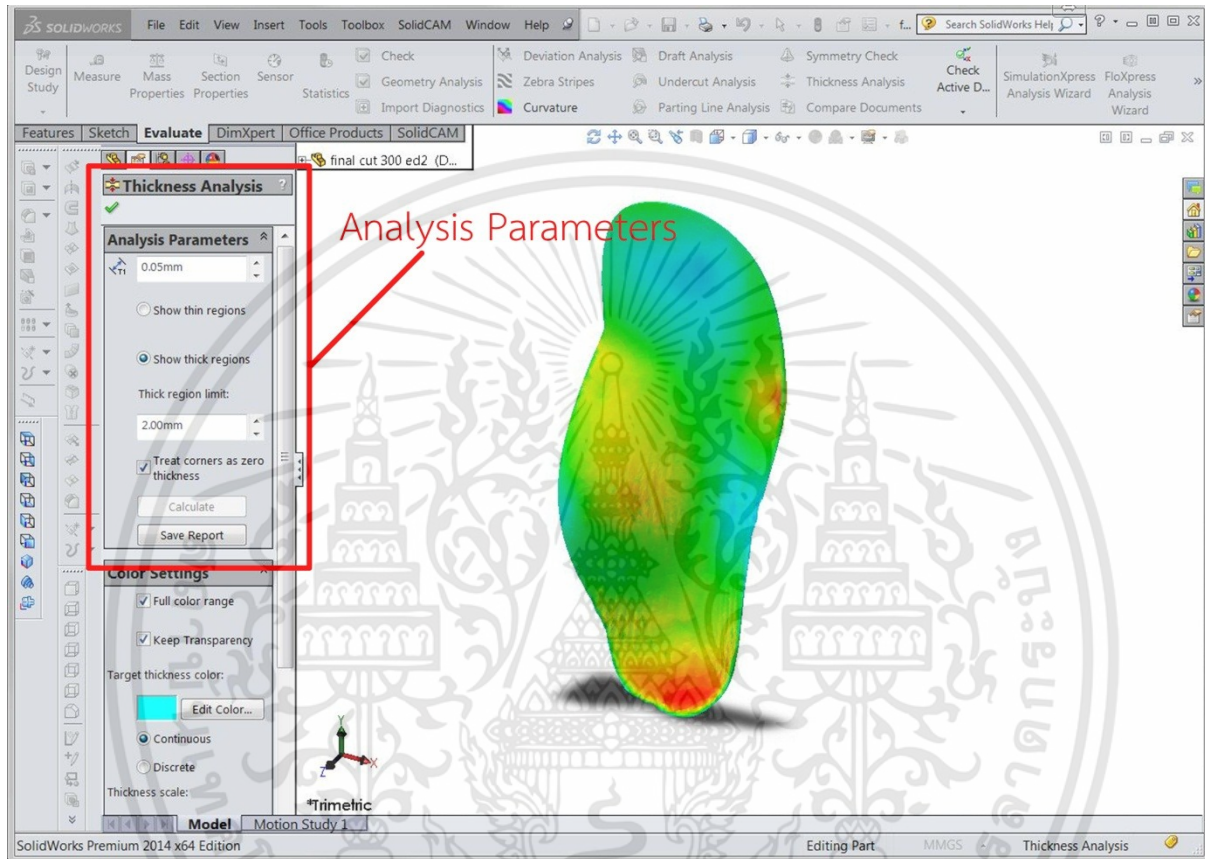 SOLIDWORKS File Edit View Insert Tools Toolbox SolidCAM Window Help f... Search SolidWorks Help
Design Study
Measure
Mass Properties
Section Properties
Sensor
Statistics
Check
Geometry Analysis
Import Diagnostics
Deviation Analysis
Zebra Stripes
Curvature
Draft Analysis
Undercut Analysis
Parting Line Analysis
Symmetry Check
Thickness Analysis
Compare Documents
Check Active D...
SimulationXpress Analysis Wizard
FloXpress Analysis Wizard
Features Sketch Evaluate DimXpert Office Products SolidCAM
final cut 300 ed2 (D...
Thickness Analysis ?
Analysis Parameters
Analysis Parameters
T1 0.05mm
Show thin regions
Show thick regions
Thick region limit:
2.00mm
Treat corners as zero
thickness
Calculate
Save Report
Color Settings
Full color range
Keep Transparency
Target thickness color:
Edit Color...
Continuous
Discrete
Thickness scale:
Y
X
Z
*Trimetric
Model Motion Study 1
SolidWorks Premium 2014 x64 Edition Editing Part MMGS Thickness Analysis